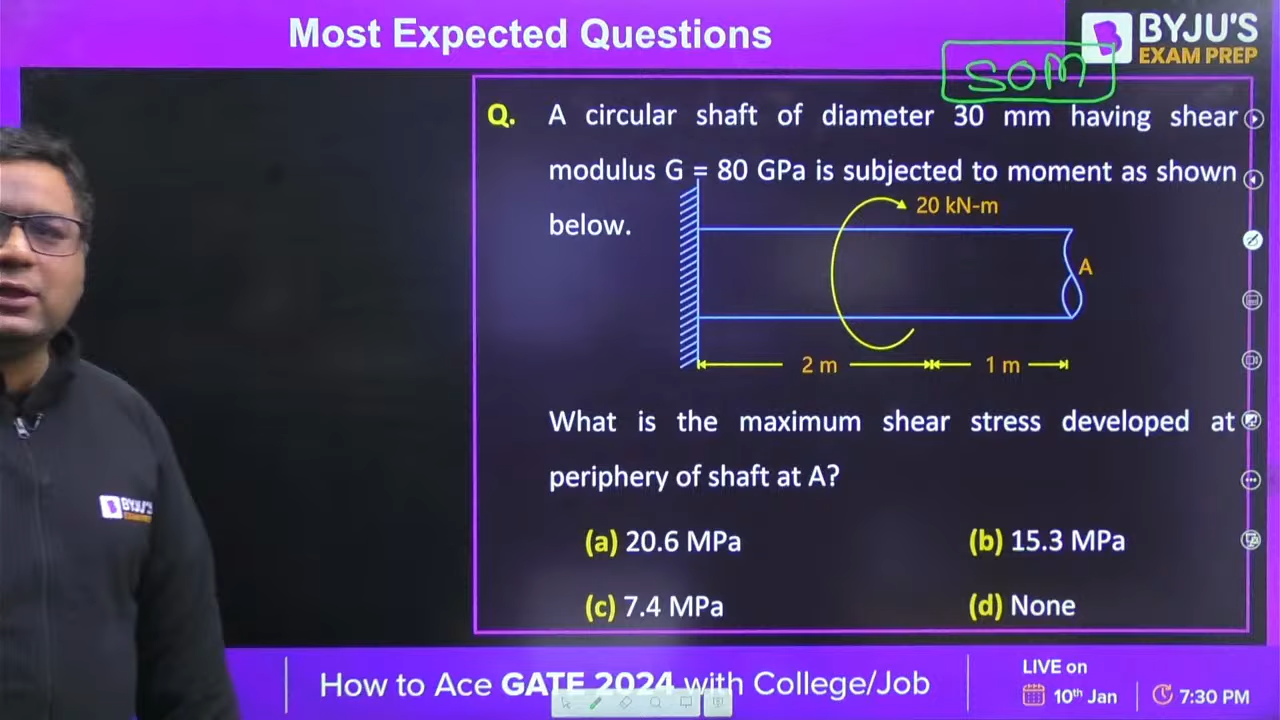 Most Expected Questions
BYJU'S
EXAM PREP
SOM
Q. A circular shaft of diameter 30 mm having shear
modulus G = 80 GPa is subjected to moment as shown
below.
20 kN-m
A
2 m
1 m
What is the maximum shear stress developed at
periphery of shaft at A?
(a) 20.6 MPa
(b) 15.3 MPa
(c) 7.4 MPa
(d) None
BYJU'S
EXAM PREP
How to Ace GATE 2024 with College/Job
LIVE on
10th Jan
7:30 PM